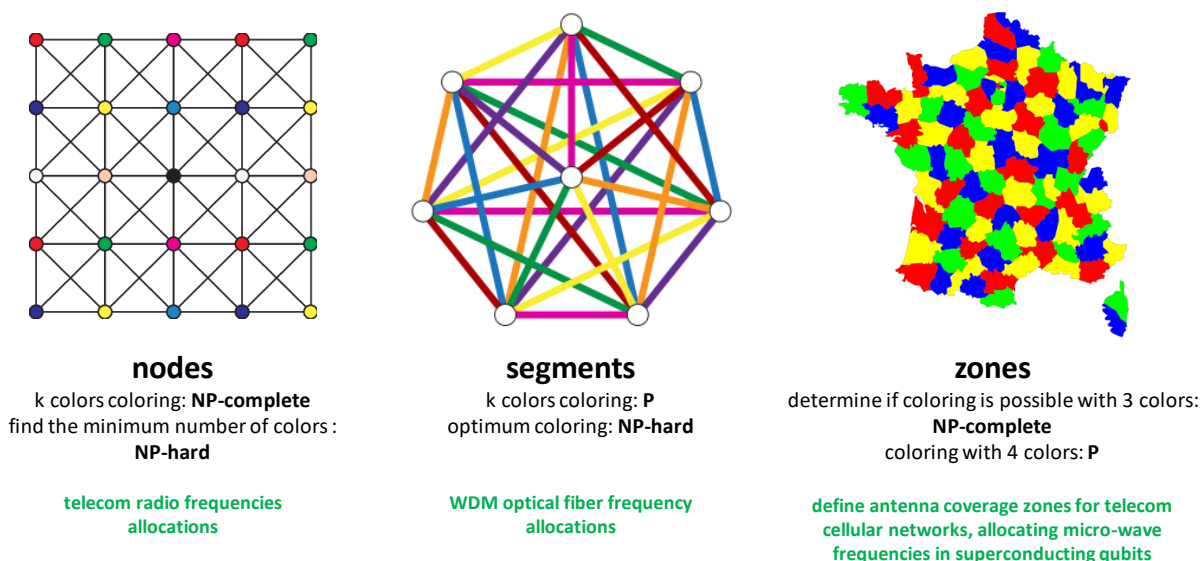 nodes
k colors coloring: NP-complete
find the minimum number of colors :
NP-hard
telecom radio frequencies
allocations
segments
k colors coloring: P
optimum coloring: NP-hard
WDM optical fiber frequency
allocations
zones
determine if coloring is possible with 3 colors:
NP-complete
coloring with 4 colors: P
define antenna coverage zones for telecom
cellular networks, allocating micro-wave
frequencies in superconducting qubits